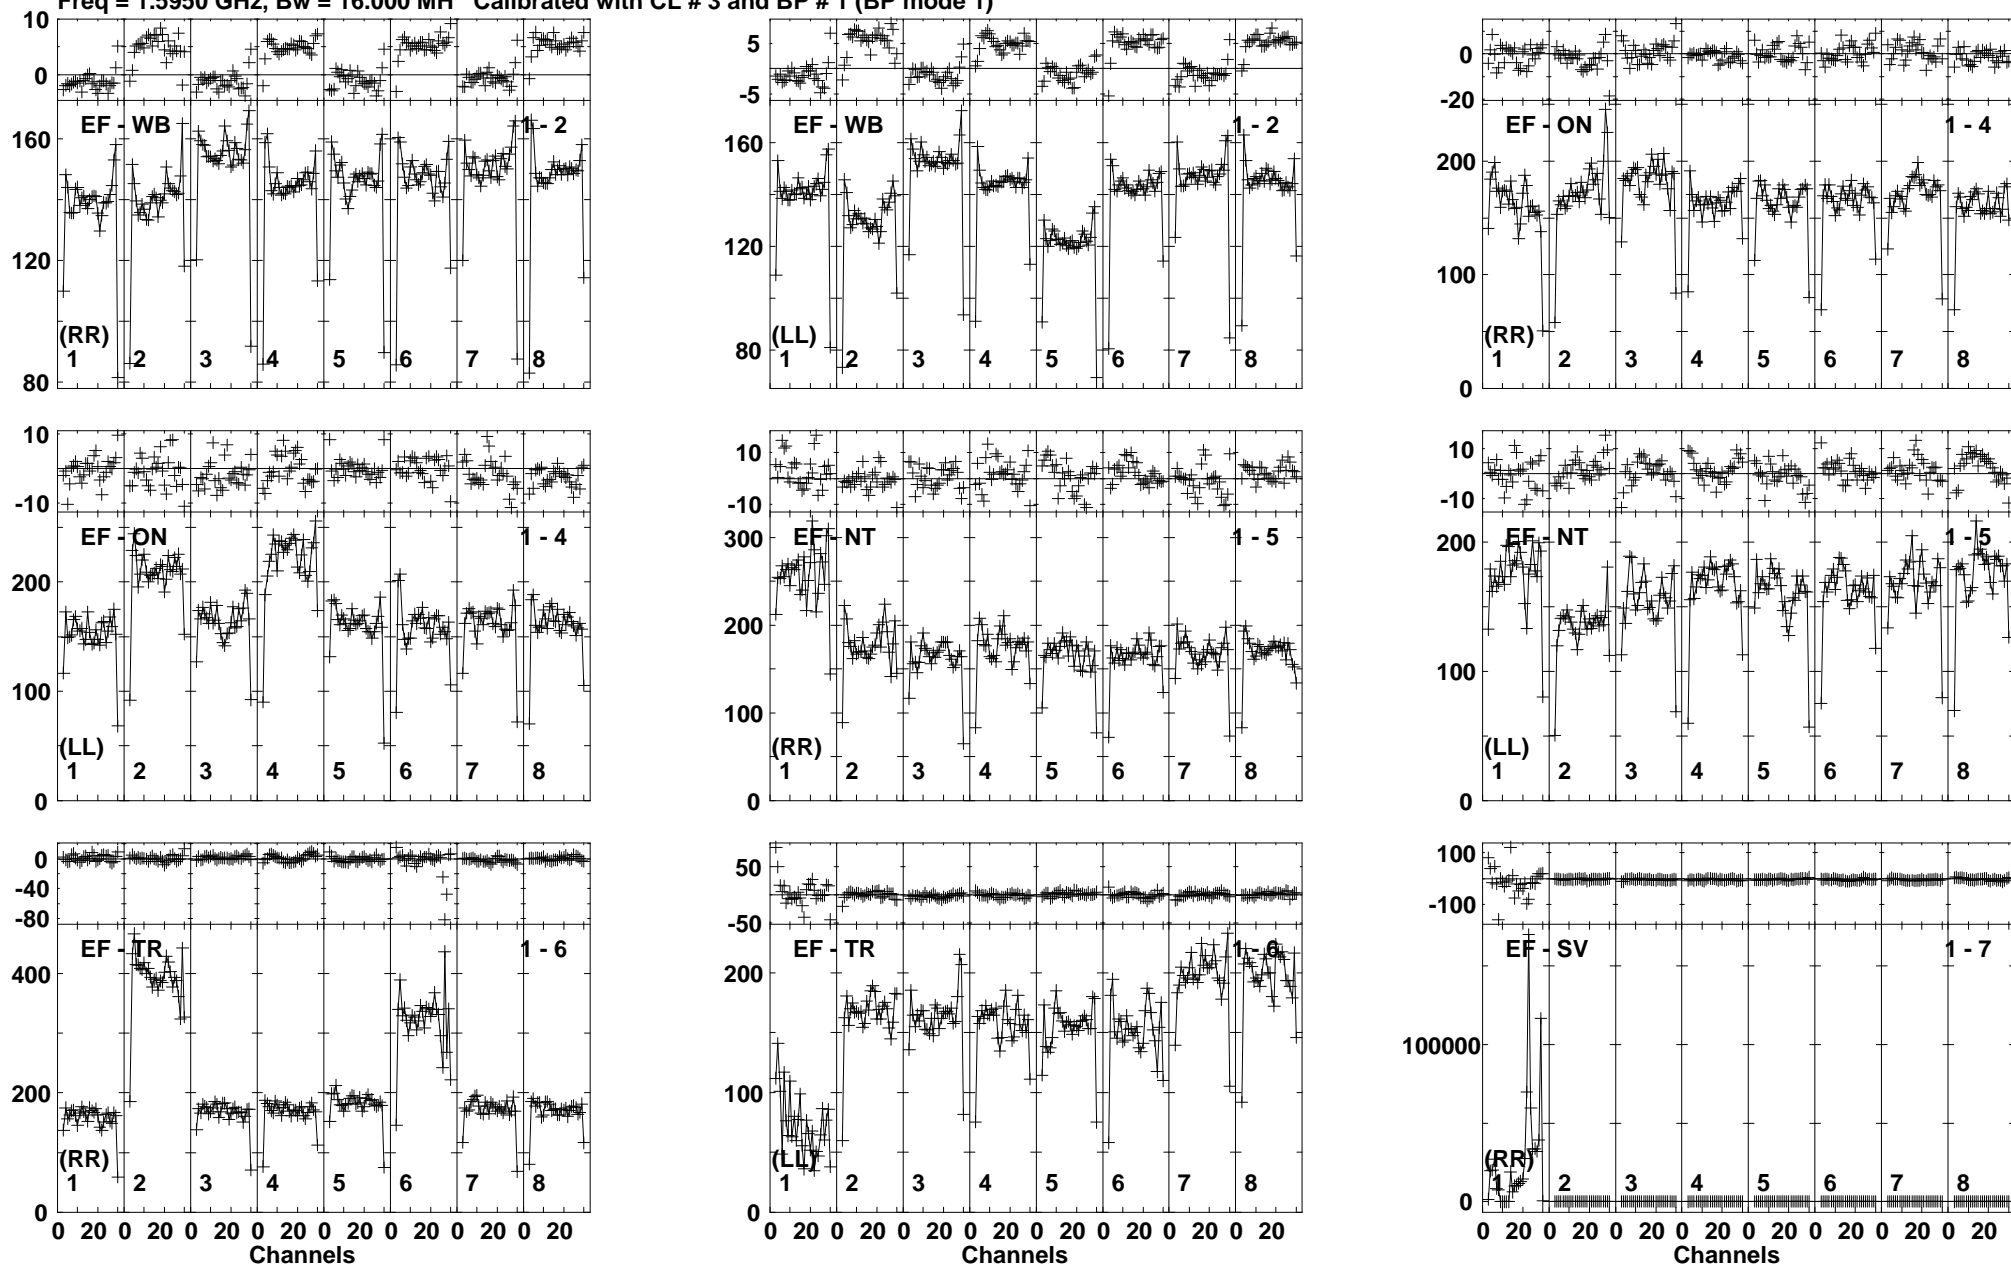 Freq = 1.5950 GHz, Bw = 16.000 MH Calibrated with CL # 3 and BP # 1 (BP mode 1)
10
0
160
120
80
EF - WB 1 - 2
(RR)
1 2 3 4 5 6 7 8
5
-5
160
120
80
EF - WB 1 - 2
(LL)
1 2 3 4 5 6 7 8
0
-20
200
100
0
EF - ON 1 - 4
(RR)
1 2 3 4 5 6 7 8
10
-10
200
100
0
EF - ON 1 - 4
(LL)
1 2 3 4 5 6 7 8
10
-10
300
200
100
0
EF - NT 1 - 5
(RR)
1 2 3 4 5 6 7 8
10
-10
200
100
0
EF - NT 1 - 5
(LL)
1 2 3 4 5 6 7 8
0
-40
-80
400
200
0
EF - TR 1 - 6
(RR)
1 2 3 4 5 6 7 8
0 20 0 20 0 20 0 20 0 20 0 20 0 20 0 20
Channels
50
-50
200
100
0
EF - TR 1 - 6
(LL)
1 2 3 4 5 6 7 8
0 20 0 20 0 20 0 20 0 20 0 20 0 20 0 20
Channels
100
-100
100000
0
EF - SV 1 - 7
(RR)
1 2 3 4 5 6 7 8
0 20 0 20 0 20 0 20 0 20 0 20 0 20 0 20
Channels